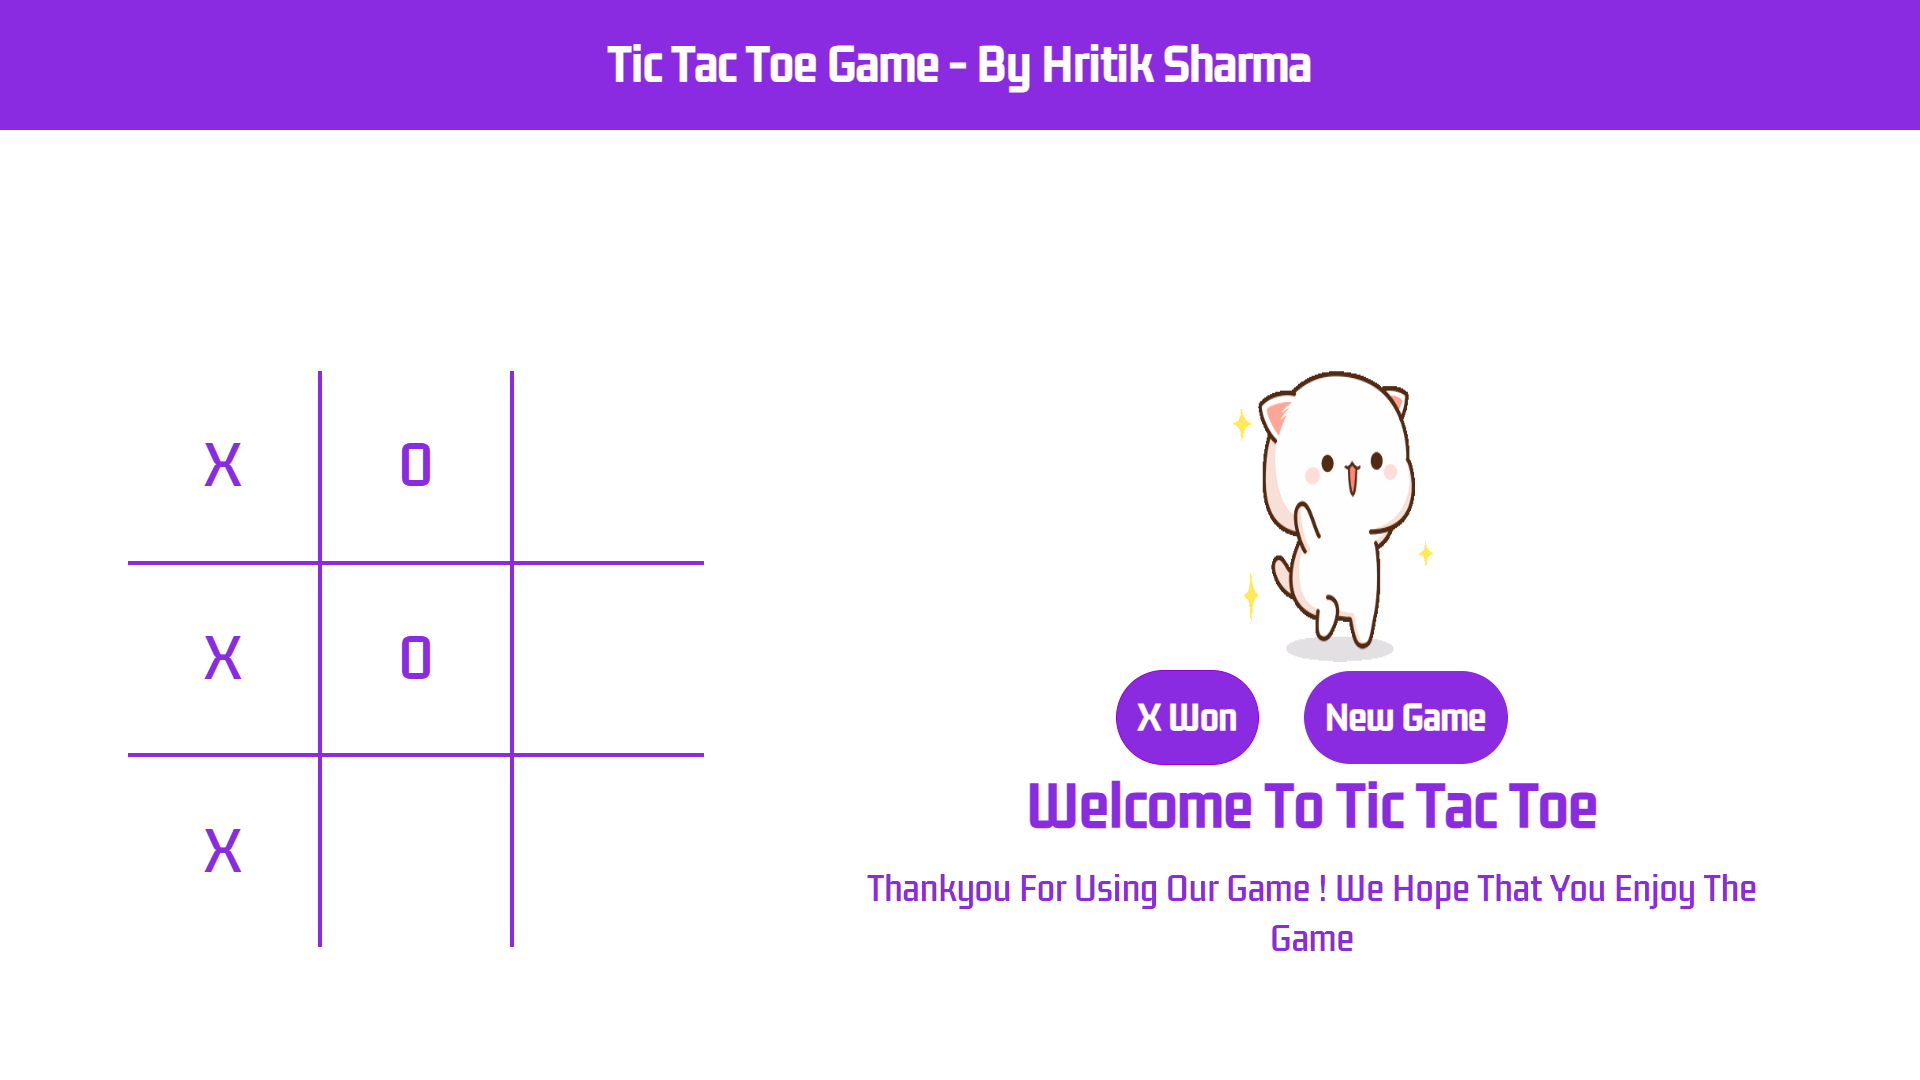 Tic Tac Toe Game - By Hritik Sharma
X O
X O
X
X Won
New Game
Welcome To Tic Tac Toe
Thankyou For Using Our Game ! We Hope That You Enjoy The
Game